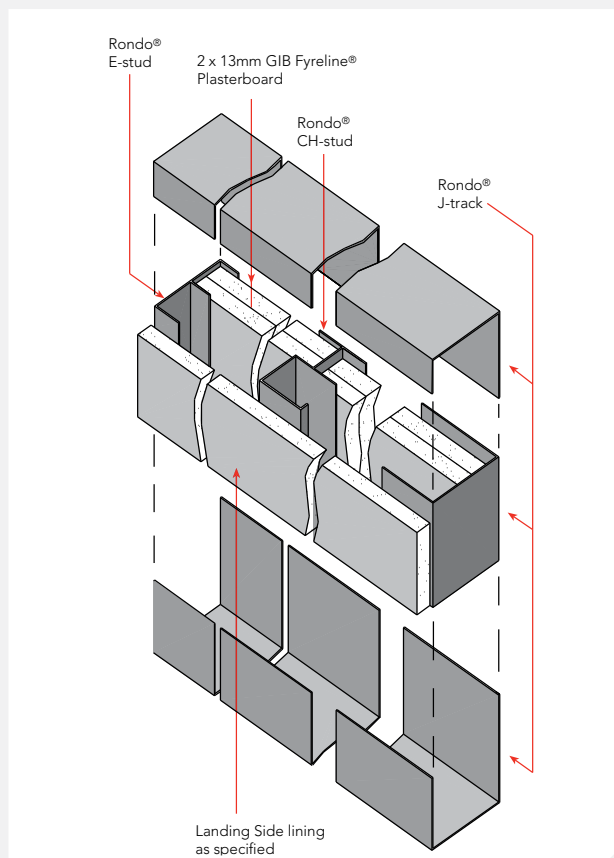 Rondo®
E-stud
2 x 13mm GIB Fyreline®
Plasterboard
Rondo®
CH-stud
Rondo®
J-track
Landing Side lining
as specified